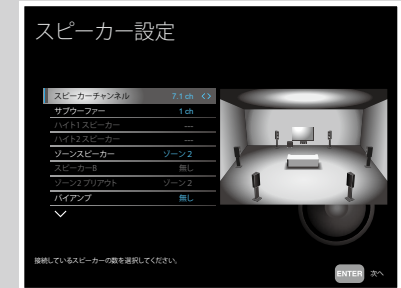 スピーカー設定
スピーカーチャンネル 7.1 ch
サブウーファー 1 ch
ハイト1 スピーカー ---
ハイト2 スピーカー ---
ゾーンスピーカー ゾーン 2
スピーカーB 無し
ゾーン2 プリアウト ゾーン 2
バイアンプ 無し
接続しているスピーカーの数を選択してください。
ENTER 次へ